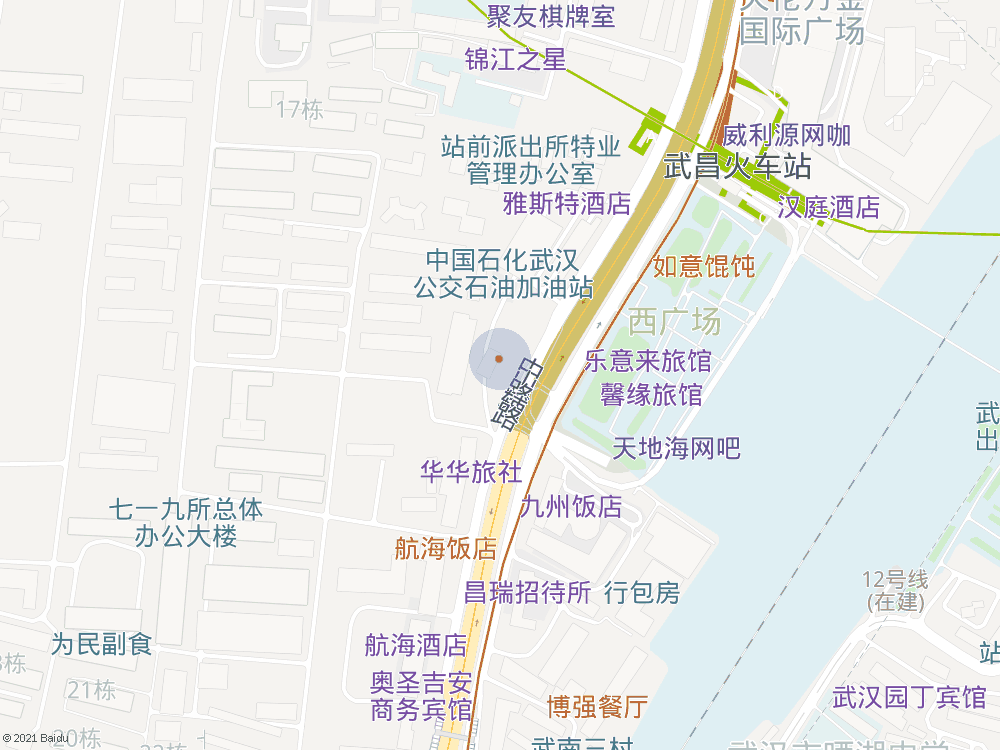 聚友棋牌室
国际广场
锦江之星
17栋
威利源网咖
站前派出所特业
管理办公室
武昌火车站
雅斯特酒店
汉庭酒店
中国石化武汉
公交石油加油站
如意馄饨
西广场
乐意来旅馆
中山路
馨缘旅馆
天地海网吧
华华旅社
九州饭店
七一九所总体
办公大楼
航海饭店
12号线
(在建)
昌瑞招待所
行包房
为民副食
航海酒店
奥圣吉安
商务宾馆
21栋
武汉园丁宾馆
博强餐厅
20栋
© 2021 Baidu